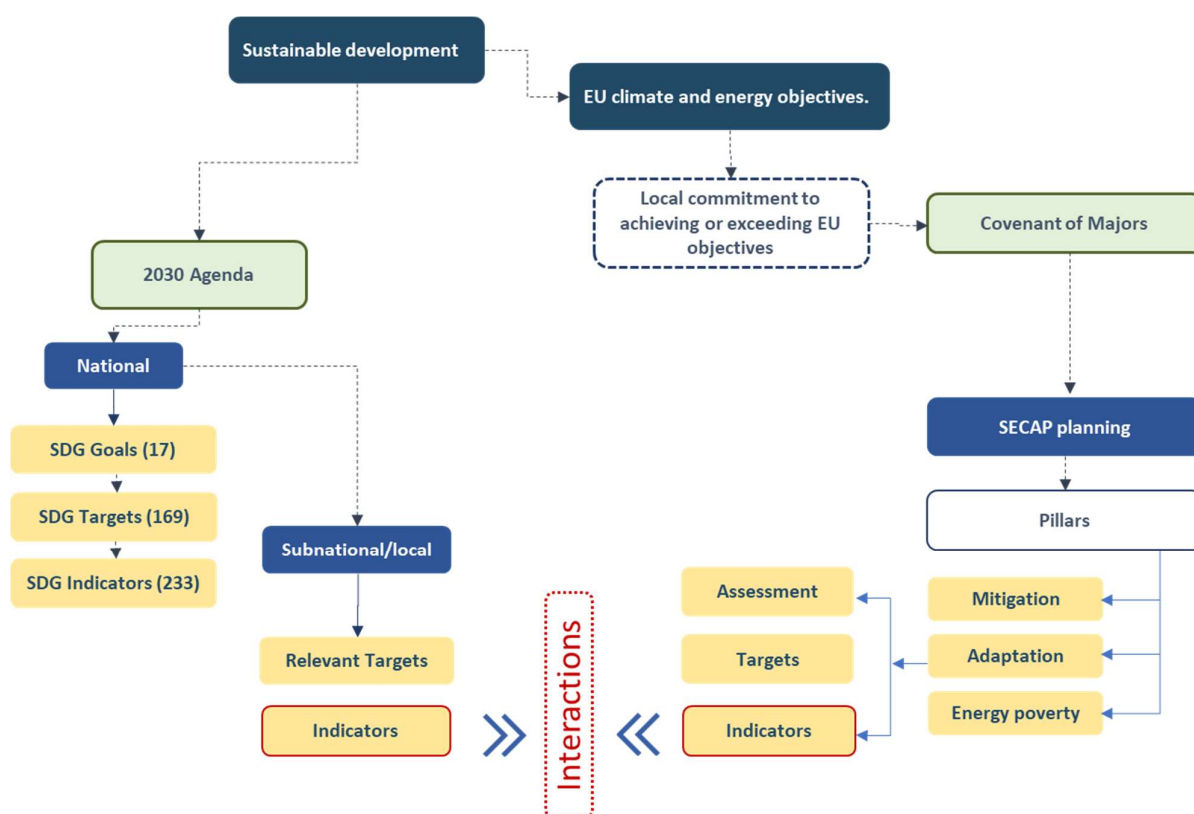 Sustainable development
EU climate and energy objectives.
Local commitment to
achieving or exceeding EU
objectives
Covenant of Majors
2030 Agenda
National
SDG Goals (17)
SDG Targets (169)
SDG Indicators (233)
Subnational/local
Relevant Targets
Indicators
Interactions
SECAP planning
Pillars
Mitigation
Adaptation
Energy poverty
Assessment
Targets
Indicators